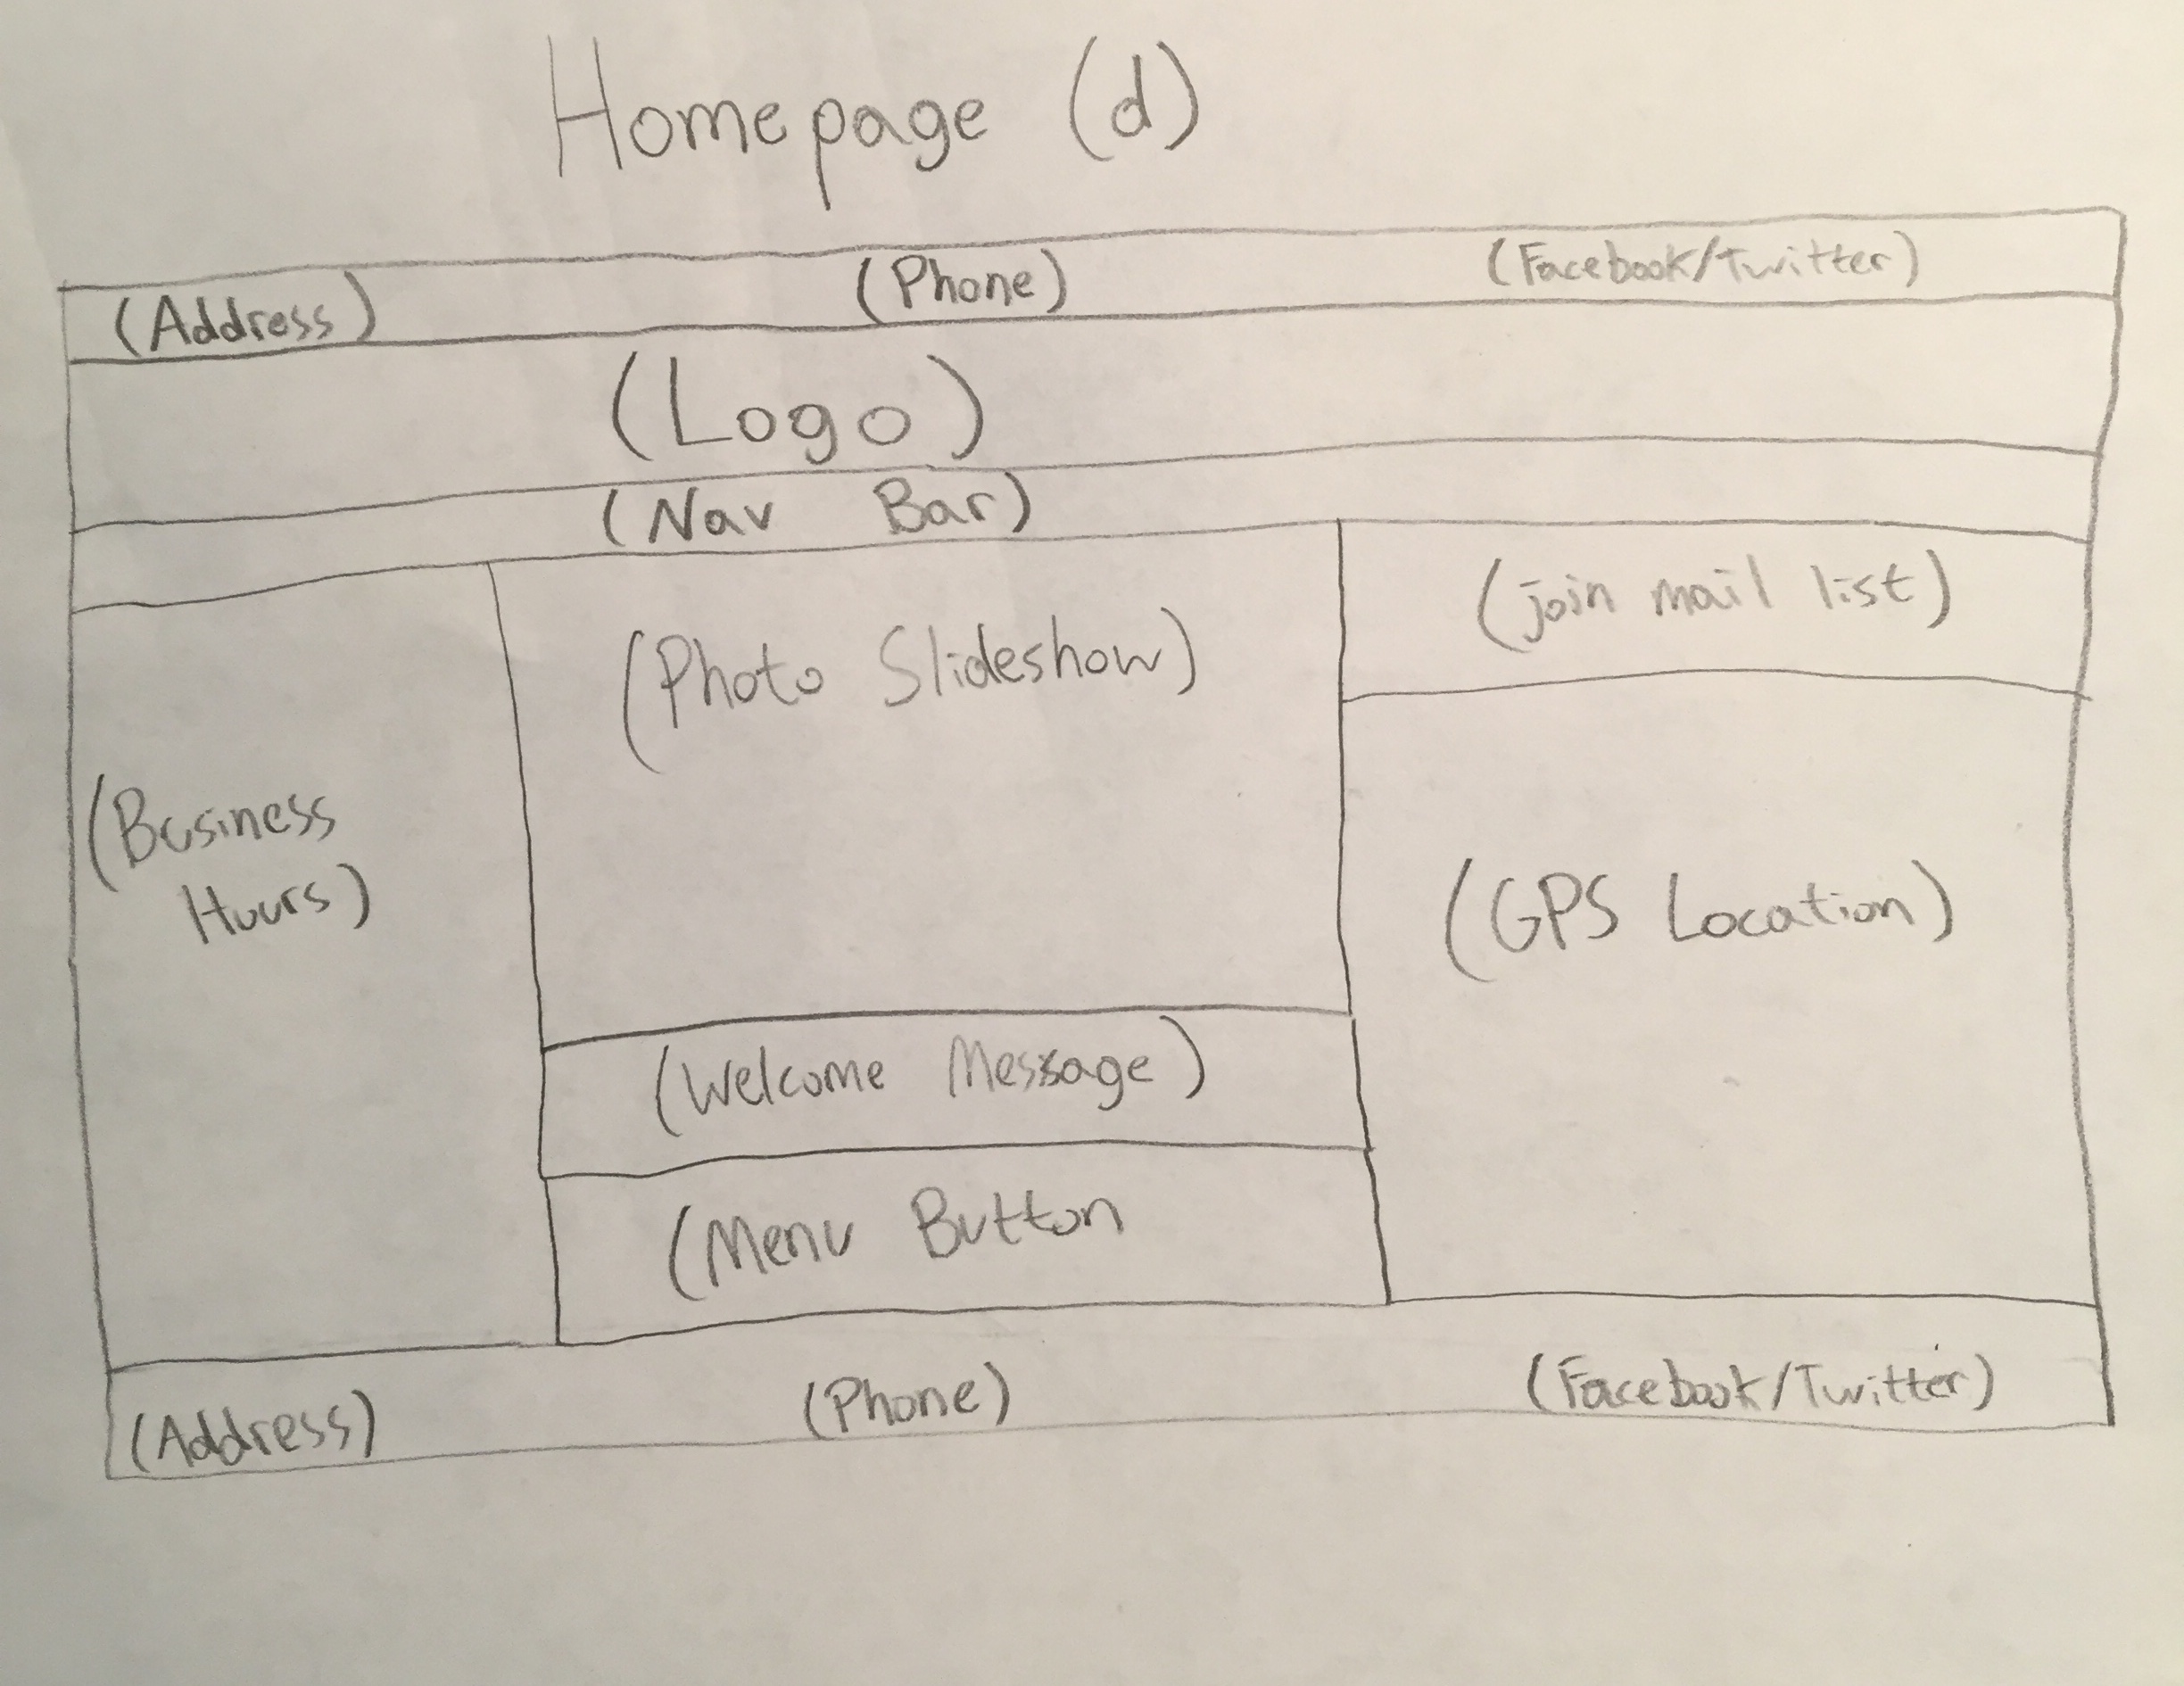 Homepage (d)
(Address) (Phone) (Facebook/Twitter)
(Logo)
(Nav Bar)
(Business
Hours)
(Photo Slideshow)
(Welcome Message)
(Menu Button
(join mail list)
(GPS Location)
(Address) (Phone) (Facebook/Twitter)